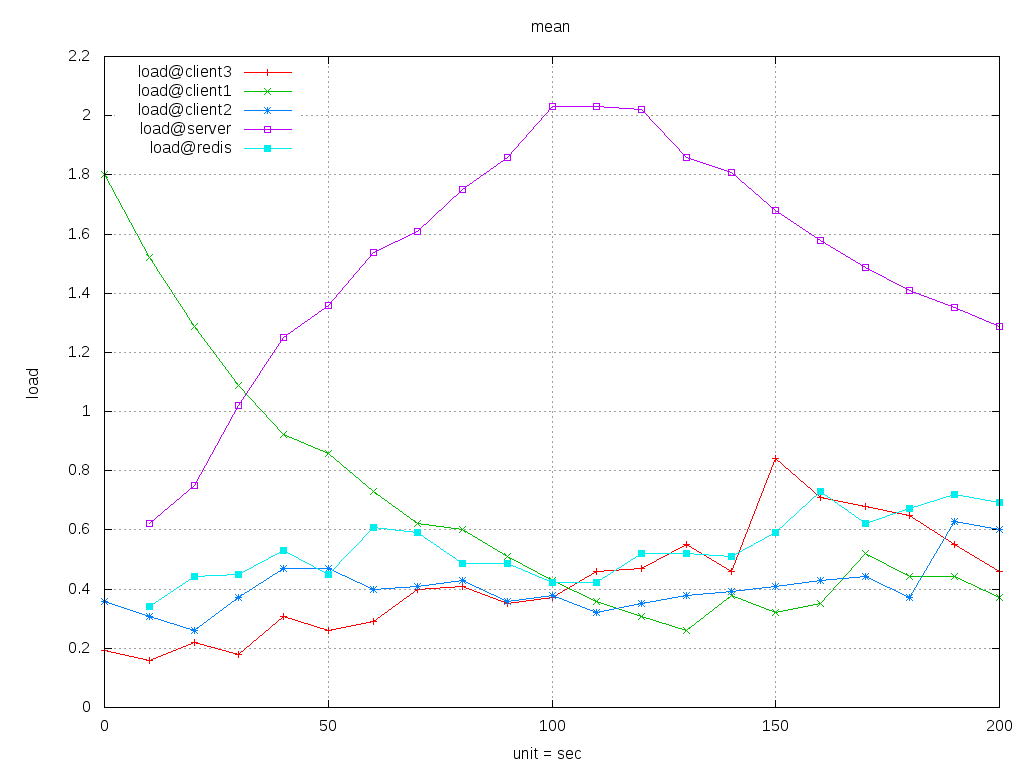 mean
2.2
2
1.8
1.6
1.4
1.2
1
0.8
0.6
0.4
0.2
0
load
load@client3
load@client1
load@client2
load@server
load@redis
0 50 100 150 200
unit = sec